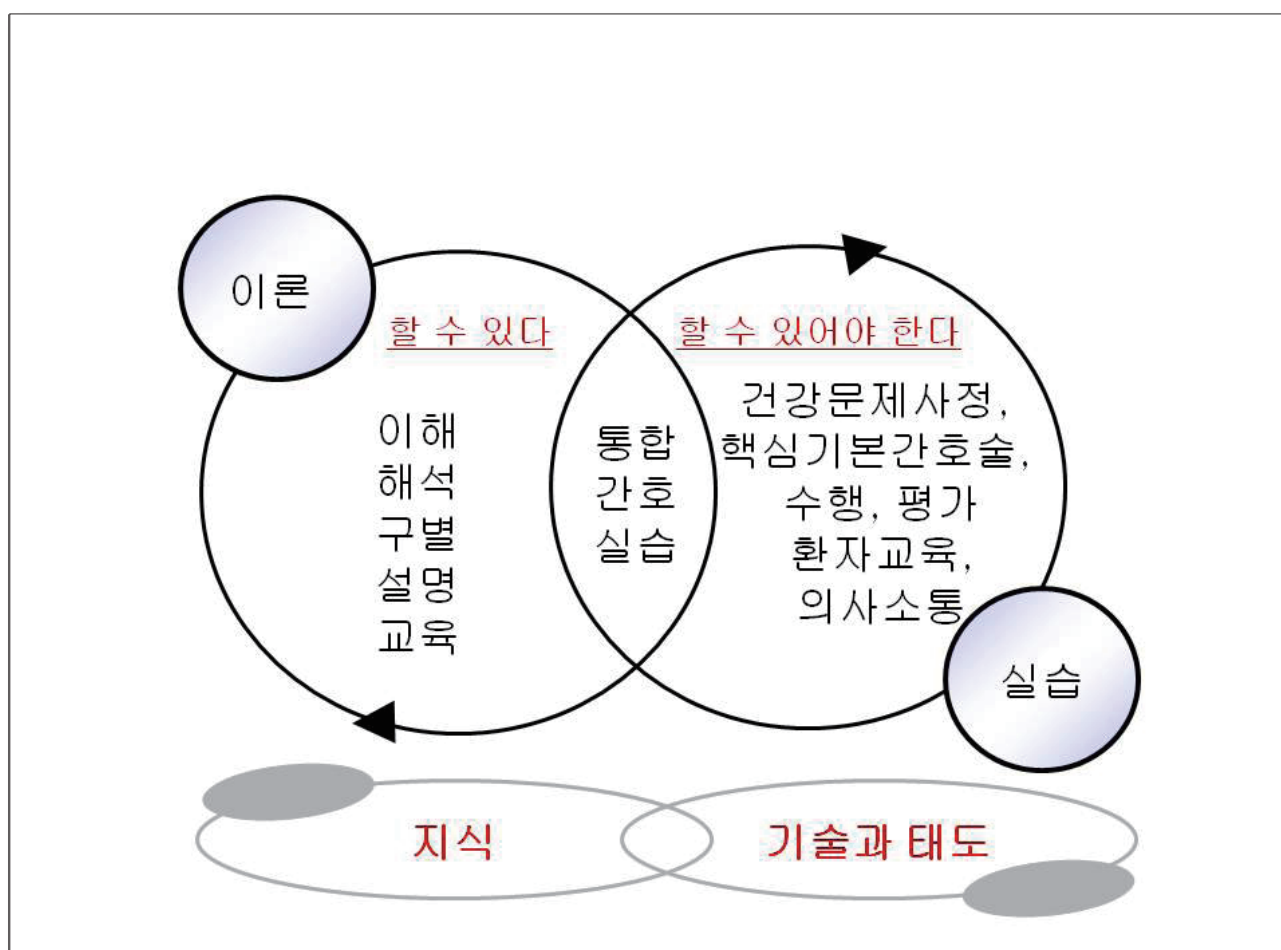 이론
할 수 있다
이해
해석
구별
설명
교육
통합
간호
실습
할 수 있어야 한다
건강문제사정,
핵심기본간호술,
수행, 평가
환자교육,
의사소통
실습
지식
기술과 태도